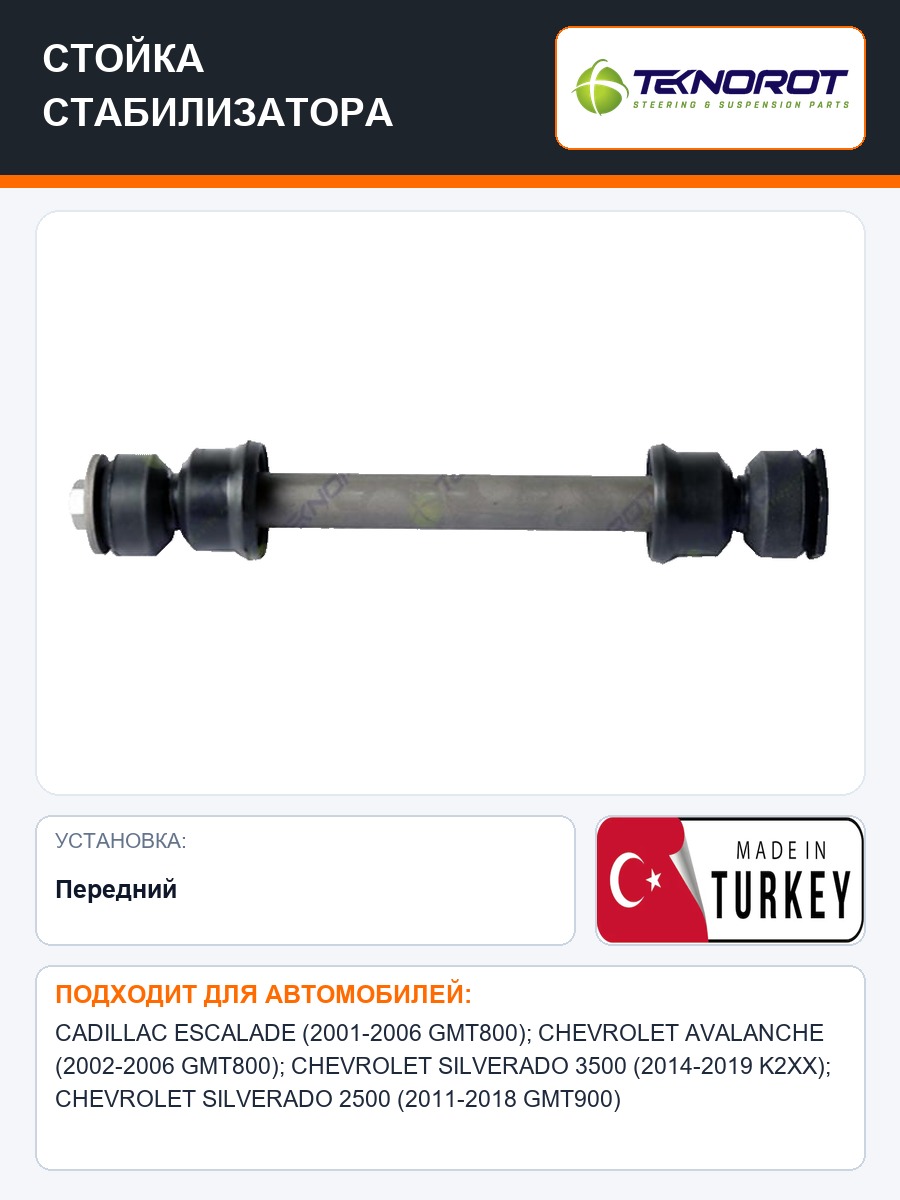 СТОЙКА
СТАБИЛИЗАТОРА
TEKNOROT
STEERING & SUSPENSION PARTS
УСТАНОВКА:
Передний
MADE IN
TURKEY
ПОДХОДИТ ДЛЯ АВТОМОБИЛЕЙ:
CADILLAC ESCALADE (2001-2006 GMT800); CHEVROLET AVALANCHE
(2002-2006 GMT800); CHEVROLET SILVERADO 3500 (2014-2019 K2XX);
CHEVROLET SILVERADO 2500 (2011-2018 GMT900)